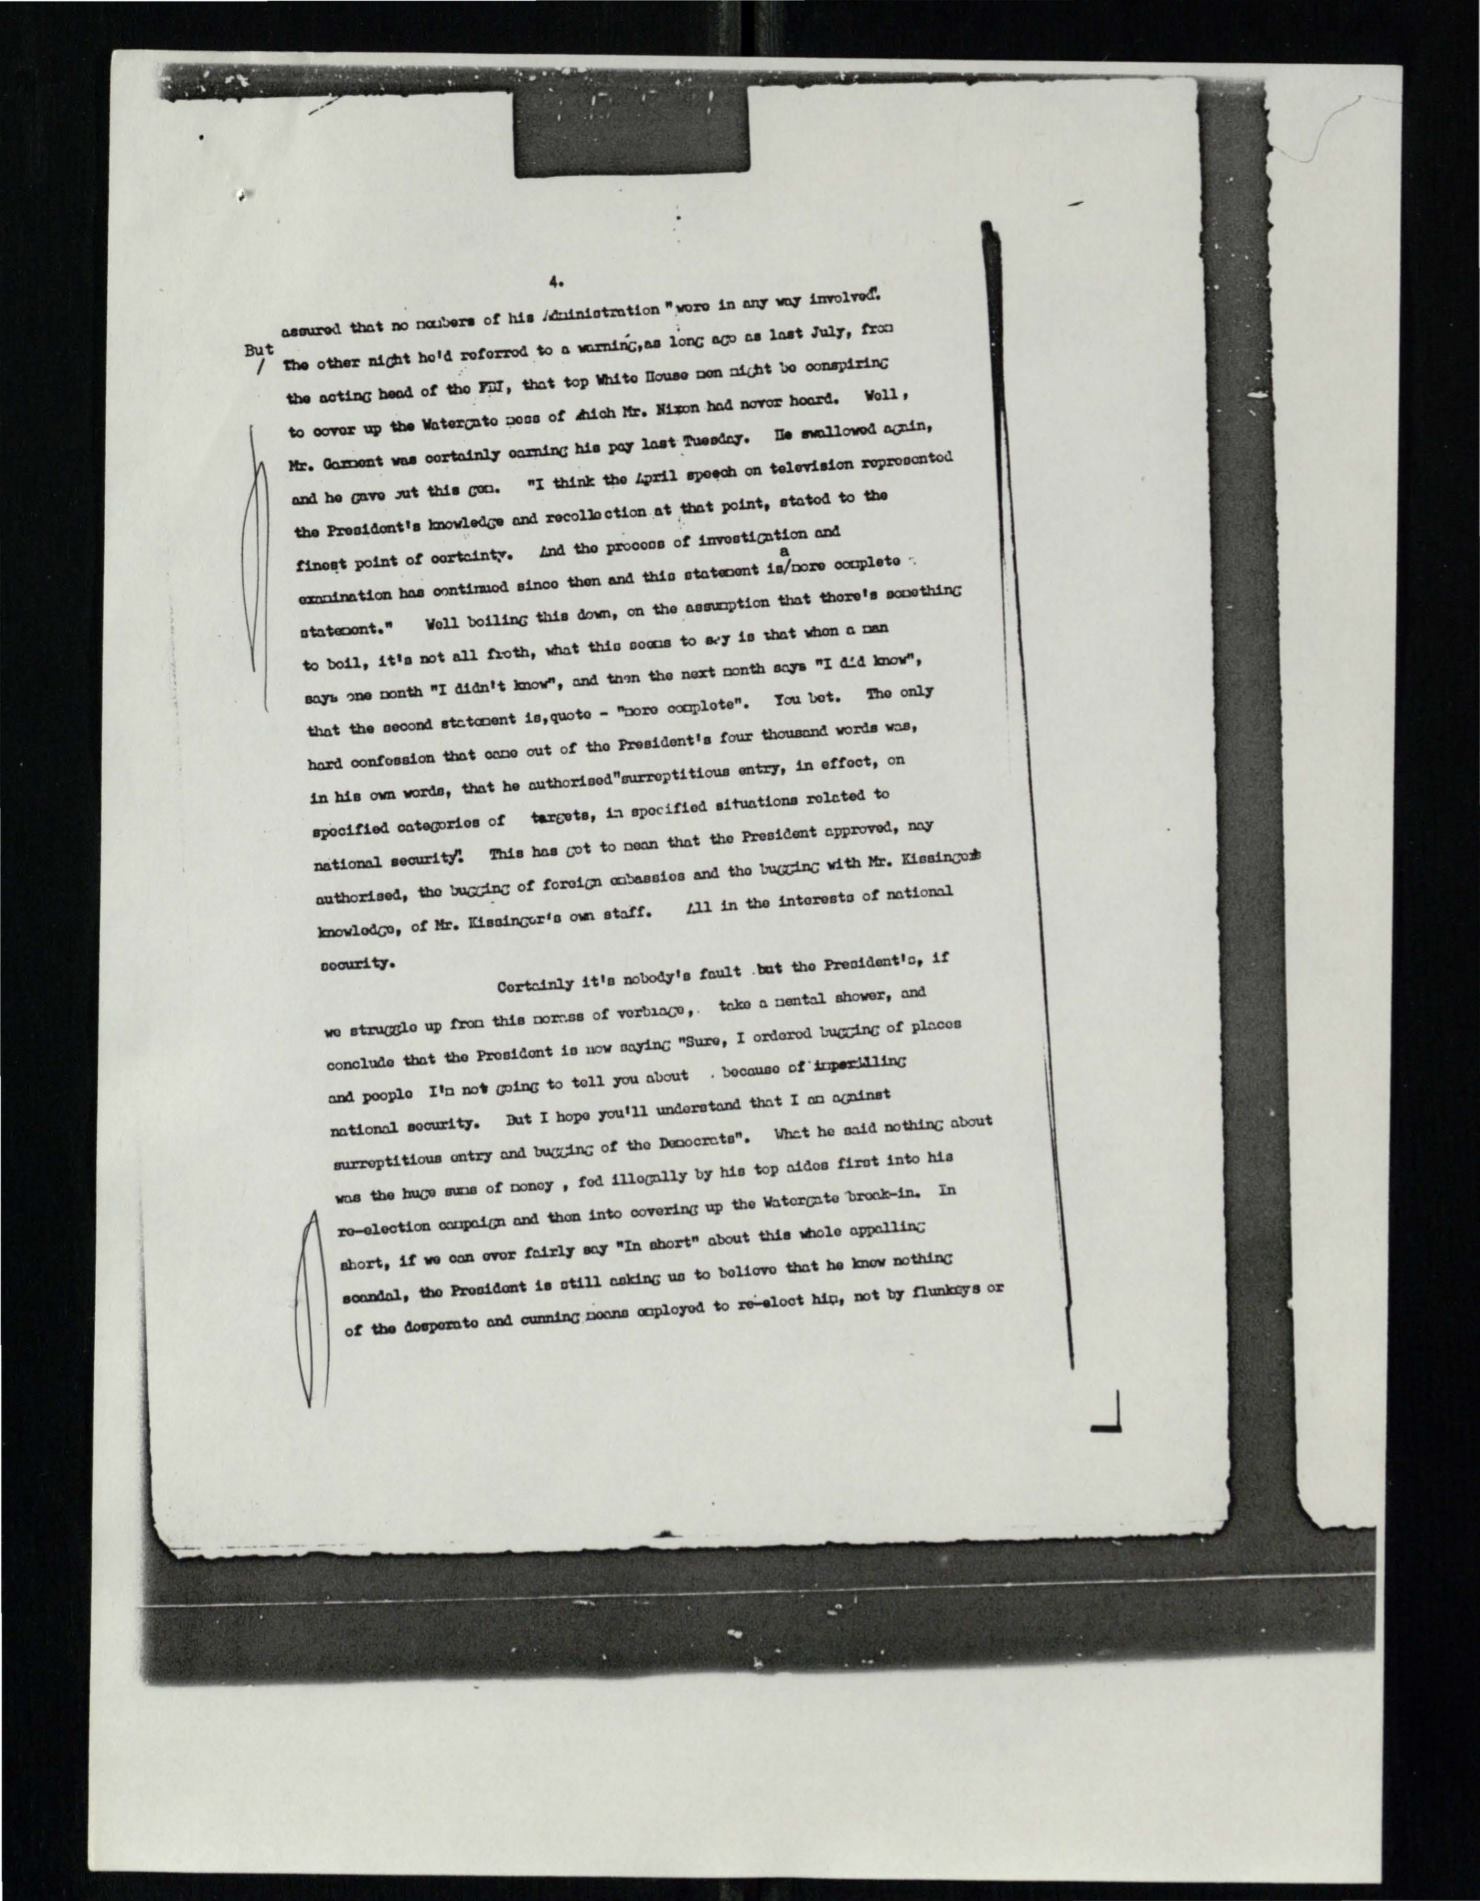 4.
assured that no members of his Administration "were in any way involved".
But
/ The other night he'd referred to a warning, as long ago as last July, from
the acting head of the FBI, that top White House men might be conspiring
to cover up the Watergate mess of which Mr. Nixon had never heard. Well,
Mr. Garment was certainly earning his pay last Tuesday. He swallowed again,
and he gave out this gem. "I think the April speech on television represented
the President's knowledge and recollection at that point, stated to the
finest point of certainty. And the process of investigation and
a
examination has continued since then and this statement is/more complete
statement." Well boiling this down, on the assumption that there's something
to boil, it's not all froth, what this seems to say is that when a man
says one month "I didn't know", and then the next month says "I did know",
that the second statement is, quote - "more complete". You bet. The only
hard confession that came out of the President's four thousand words was,
in his own words, that he authorised "surreptitious entry, in effect, on
specified categories of targets, in specified situations related to
national security". This has got to mean that the President approved, nay
authorised, the bugging of foreign embassies and the bugging with Mr. Kissinger's
knowledge, of Mr. Kissinger's own staff. All in the interests of national
security.
Certainly it's nobody's fault but the President's, if
we struggle up from this morass of verbiage, take a mental shower, and
conclude that the President is now saying "Sure, I ordered bugging of places
and people I'm not going to tell you about because of imperilling
national security. But I hope you'll understand that I am against
surreptitious entry and bugging of the Democrats". What he said nothing about
was the huge sums of money, fed illegally by his top aides first into his
re-election campaign and then into covering up the Watergate break-in. In
short, if we can ever fairly say "In short" about this whole appalling
scandal, the President is still asking us to believe that he knew nothing
of the desperate and cunning means employed to re-elect him, not by flunkeys or